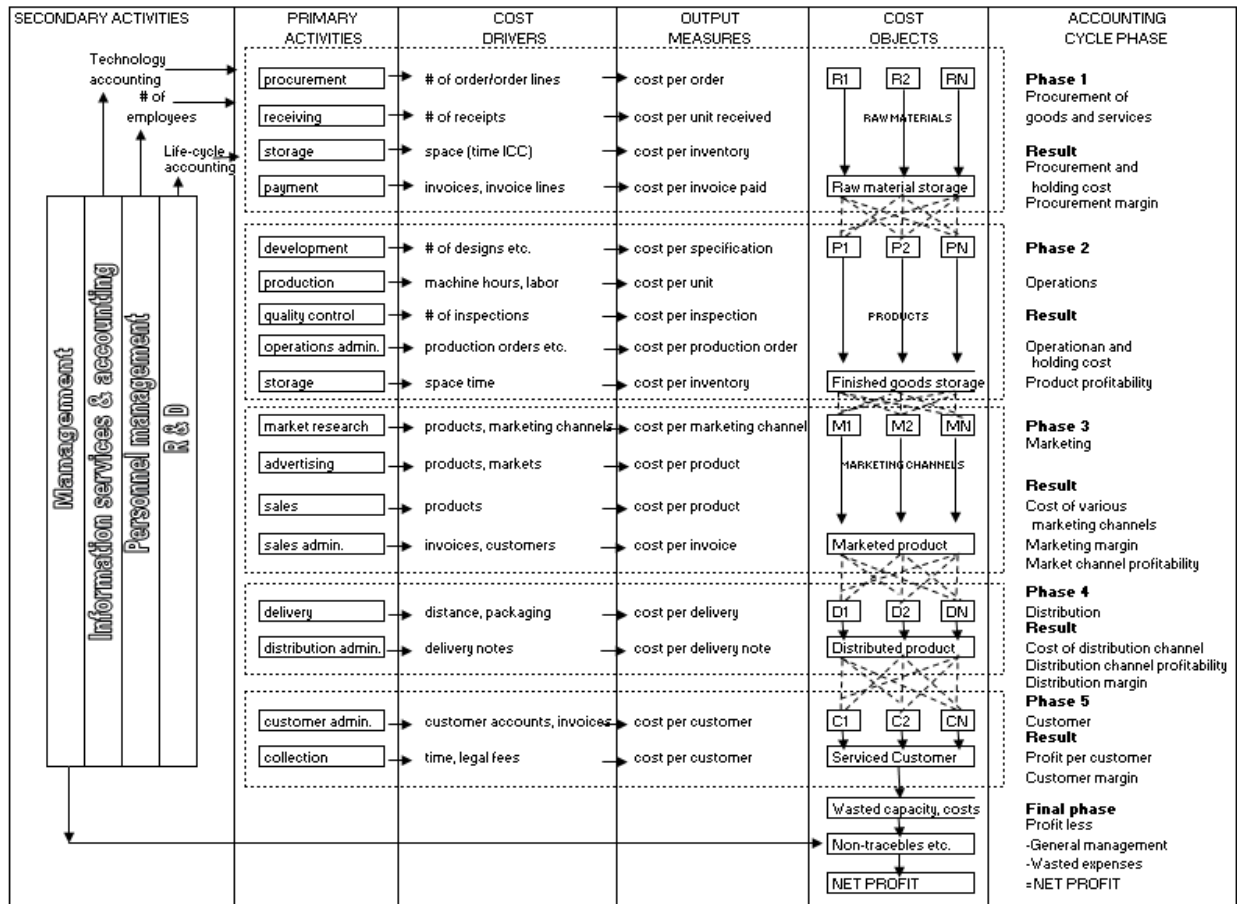 SECONDARY ACTIVITIES
PRIMARY
ACTIVITIES
COST
DRIVERS
OUTPUT
MEASURES
COST
OBJECTS
ACCOUNTING
CYCLE PHASE
Technology
accounting
# of
employees
Life-cycle
accounting
Management
Information services & accounting
Personnel management
R & D
procurement
# of order/order lines
cost per order
R1
R2
RN
Phase 1
Procurement of
goods and services
receiving
# of receipts
cost per unit received
RAW MATERIALS
storage
space (time ICC)
cost per inventory
Result
Procurement and
holding cost
Procurement margin
payment
invoices, invoice lines
cost per invoice paid
Raw material storage
development
# of designs etc.
cost per specification
P1
P2
PN
Phase 2
production
machine hours, labor
cost per unit
Operations
quality control
# of inspections
cost per inspection
PRODUCTS
Result
operations admin.
production orders etc.
cost per production order
Operationan and
holding cost
storage
space time
cost per inventory
Finished goods storage
Product profitability
market research
products, marketing channels
cost per marketing channel
M1
M2
MN
Phase 3
Marketing
advertising
products, markets
cost per product
MARKETING CHANNELS
Result
sales
products
cost per product
Cost of various
marketing channels
sales admin.
invoices, customers
cost per invoice
Marketed product
Marketing margin
Market channel profitability
delivery
distance, packaging
cost per delivery
D1
D2
DN
Phase 4
Distribution
Result
distribution admin.
delivery notes
cost per delivery note
Distributed product
Cost of distribution channel
Distribution channel profitability
Distribution margin
customer admin.
customer accounts, invoices
cost per customer
C1
C2
CN
Phase 5
Customer
Result
collection
time, legal fees
cost per customer
Serviced Customer
Profit per customer
Customer margin
Wasted capacity, costs
Final phase
Profit less
Non-tracebles etc.
-General management
-Wasted expenses
NET PROFIT
=NET PROFIT